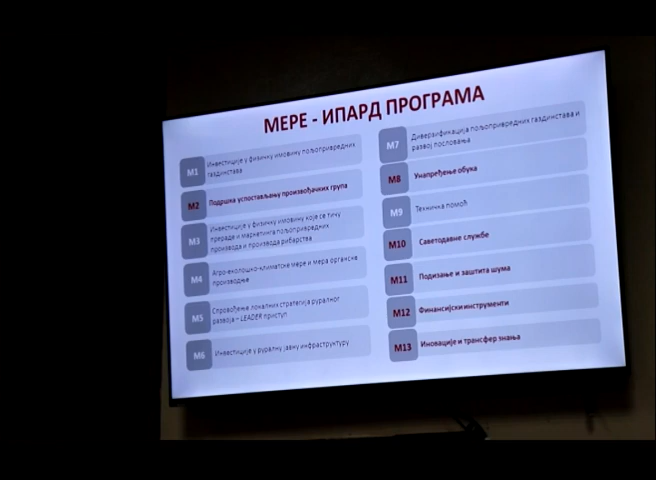 МЕРЕ - ИПАРД ПРОГРАМА
М1
Инвестиције у физичку имовину пољопривредних
газдинстава
М2
Подршка успостављању произвођачких група
М3
Инвестиције у физичку имовину које се тичу
прераде и маркетинга пољопривредних
производа и производа рибарства
М4
Агро-еколошко-климатске мере и мера органске
производње
М5
Спровођење локалних стратегија руралног
развоја – LEADER приступ
М6
Инвестиције у руралну јавну инфраструктуру
М7
Диверзификација пољопривредних газдинстава и
развој пословања
М8
Унапређење обука
М9
Техничка помоћ
М10
Саветодавне службе
М11
Подизање и заштита шума
М12
Финансијски инструменти
М13
Иновације и трансфер знања